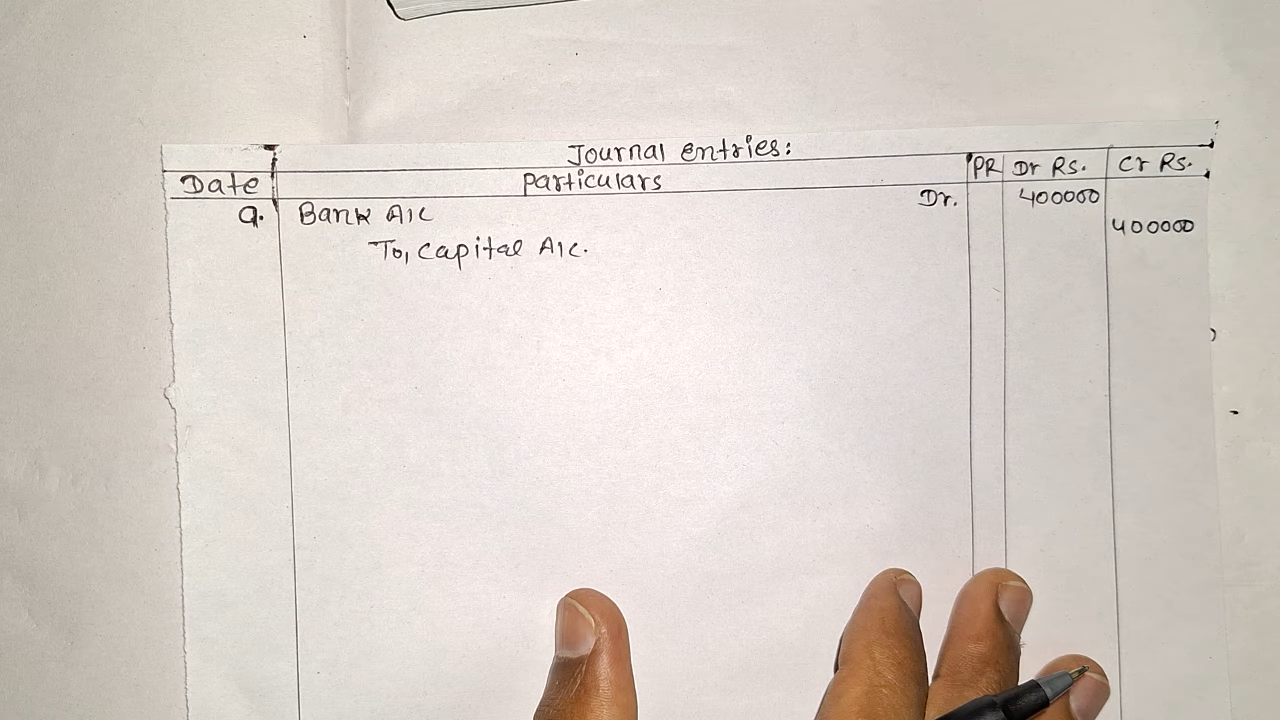 Journal entries:
Date Particulars PR Dr Rs. Cr Rs.
a. Bank A/c Dr. 400000
To, Capital A/c. 400000